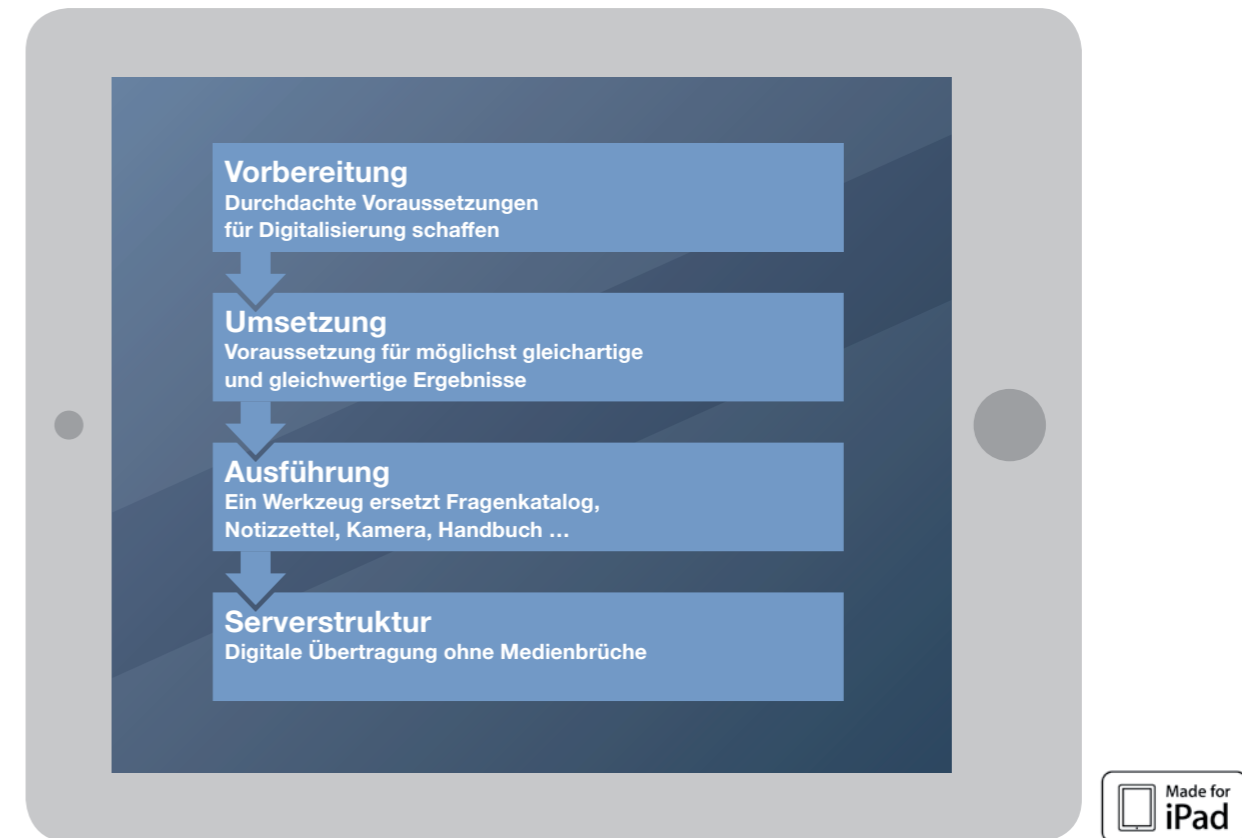 Vorbereitung
Durchdachte Voraussetzungen
für Digitalisierung schaffen
Umsetzung
Voraussetzung für möglichst gleichartige
und gleichwertige Ergebnisse
Ausführung
Ein Werkzeug ersetzt Fragenkatalog,
Notizzettel, Kamera, Handbuch …
Serverstruktur
Digitale Übertragung ohne Medienbrüche
Made for
iPad